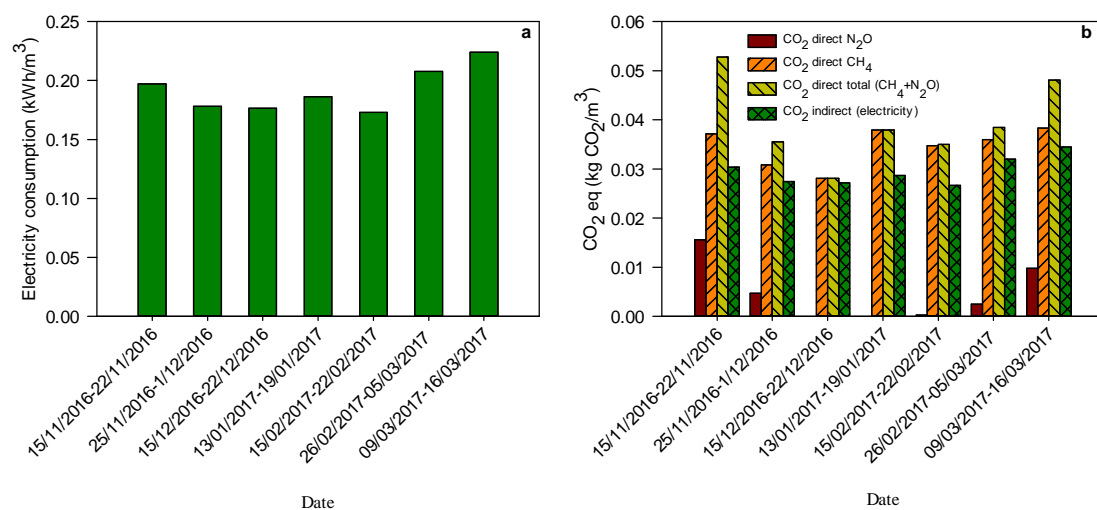 a
Electricity consumption (kWh/m³)
0.25
0.20
0.15
0.10
0.05
0.00
15/11/2016-22/11/2016
25/11/2016-1/12/2016
15/12/2016-22/12/2016
13/01/2017-19/01/2017
15/02/2017-22/02/2017
26/02/2017-05/03/2017
09/03/2017-16/03/2017
Date
b
CO₂ eq (kg CO₂/m³)
0.06
0.05
0.04
0.03
0.02
0.01
0.00
CO₂ direct N₂O
CO₂ direct CH₄
CO₂ direct total (CH₄+N₂O)
CO₂ indirect (electricity)
15/11/2016-22/11/2016
25/11/2016-1/12/2016
15/12/2016-22/12/2016
13/01/2017-19/01/2017
15/02/2017-22/02/2017
26/02/2017-05/03/2017
09/03/2017-16/03/2017
Date